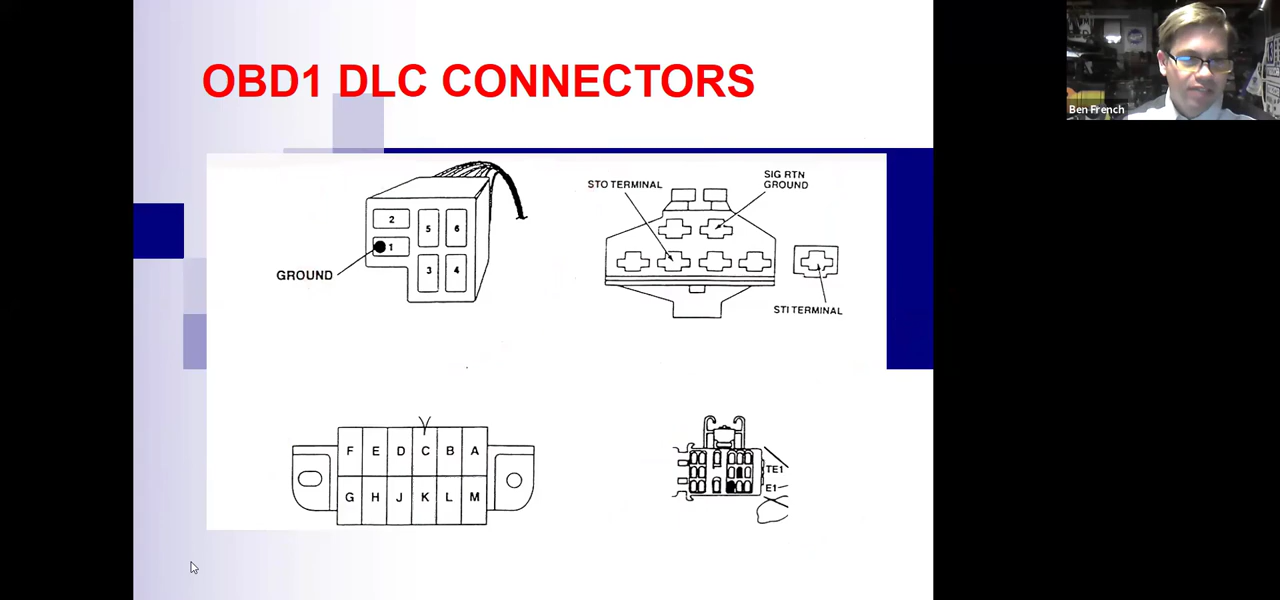 OBD1 DLC CONNECTORS
Ben French
2
1
5
6
3
4
GROUND
STO TERMINAL
SIG RTN
GROUND
STI TERMINAL
F E D C B A
G H J K L M
TE1
E1